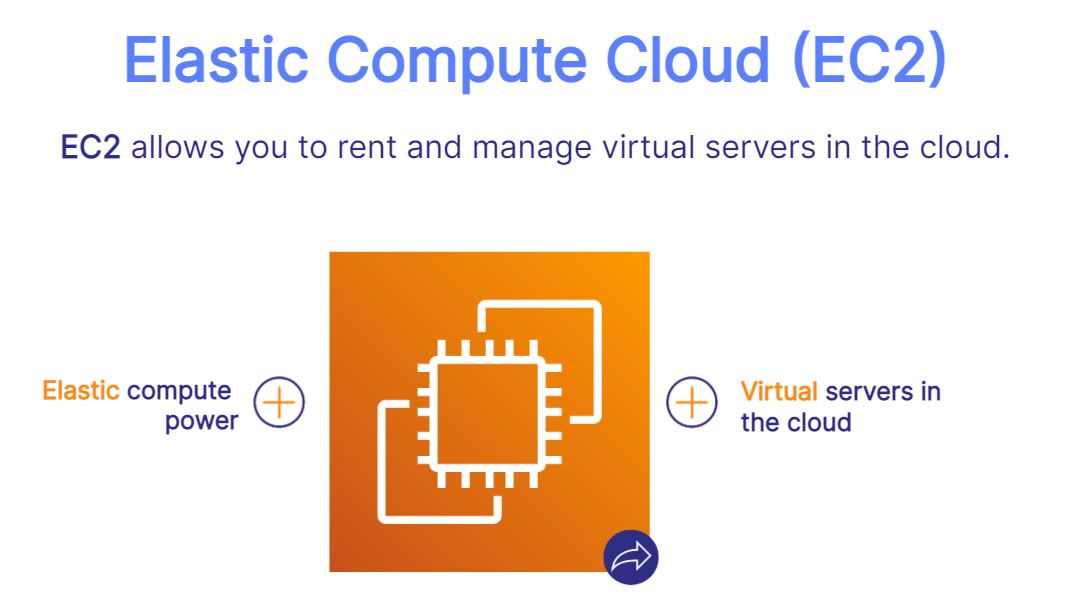 Elastic Compute Cloud (EC2)
EC2 allows you to rent and manage virtual servers in the cloud.
Elastic compute
power
Virtual servers in
the cloud